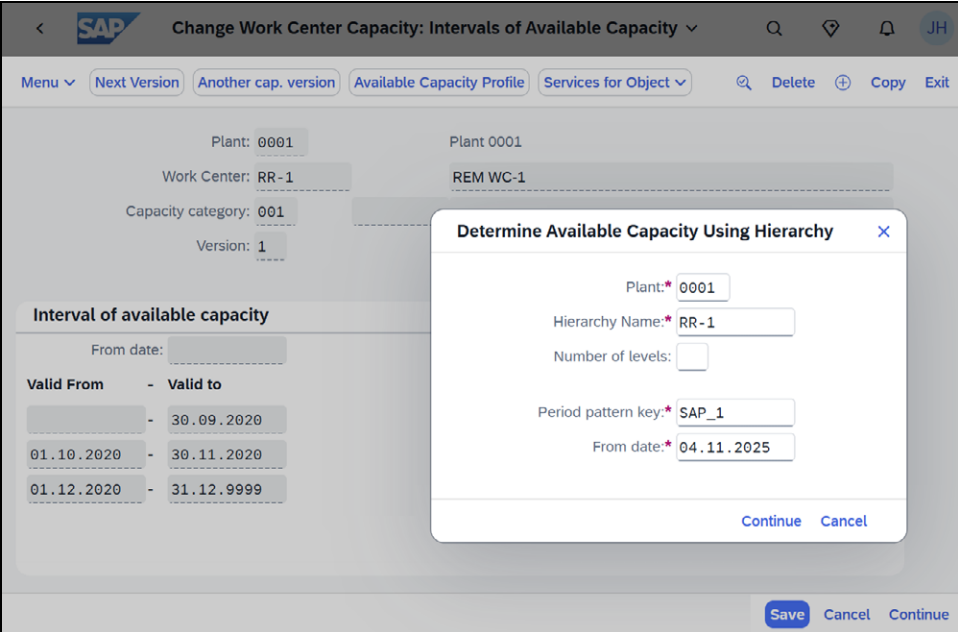 SAP Change Work Center Capacity: Intervals of Available Capacity JH
Menu Next Version Another cap. version Available Capacity Profile Services for Object Delete Copy Exit
Plant: 0001 Plant 0001
Work Center: RR-1 REM WC-1
Capacity category: 001
Version: 1
Interval of available capacity
From date:
Valid From - Valid to
- 30.09.2020
01.10.2020 - 30.11.2020
01.12.2020 - 31.12.9999
Determine Available Capacity Using Hierarchy
Plant:* 0001
Hierarchy Name:* RR-1
Number of levels:
Period pattern key:* SAP_1
From date:* 04.11.2025
Continue Cancel
Save Cancel Continue